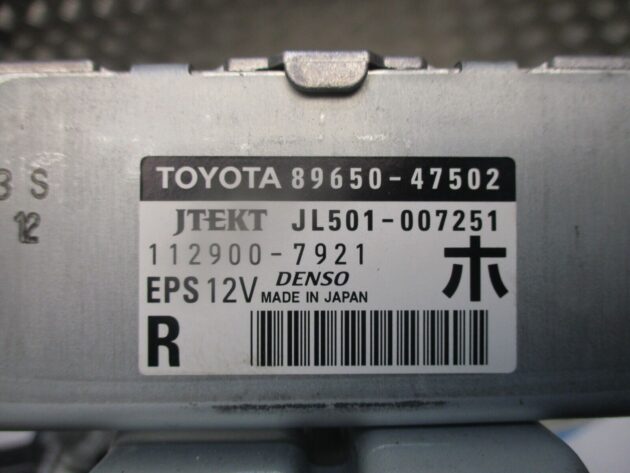 3 S
12
TOYOTA 89650-47502
JTEKT JL501-007251
112900-7921
EPS 12V DENSO
MADE IN JAPAN
ホ
R